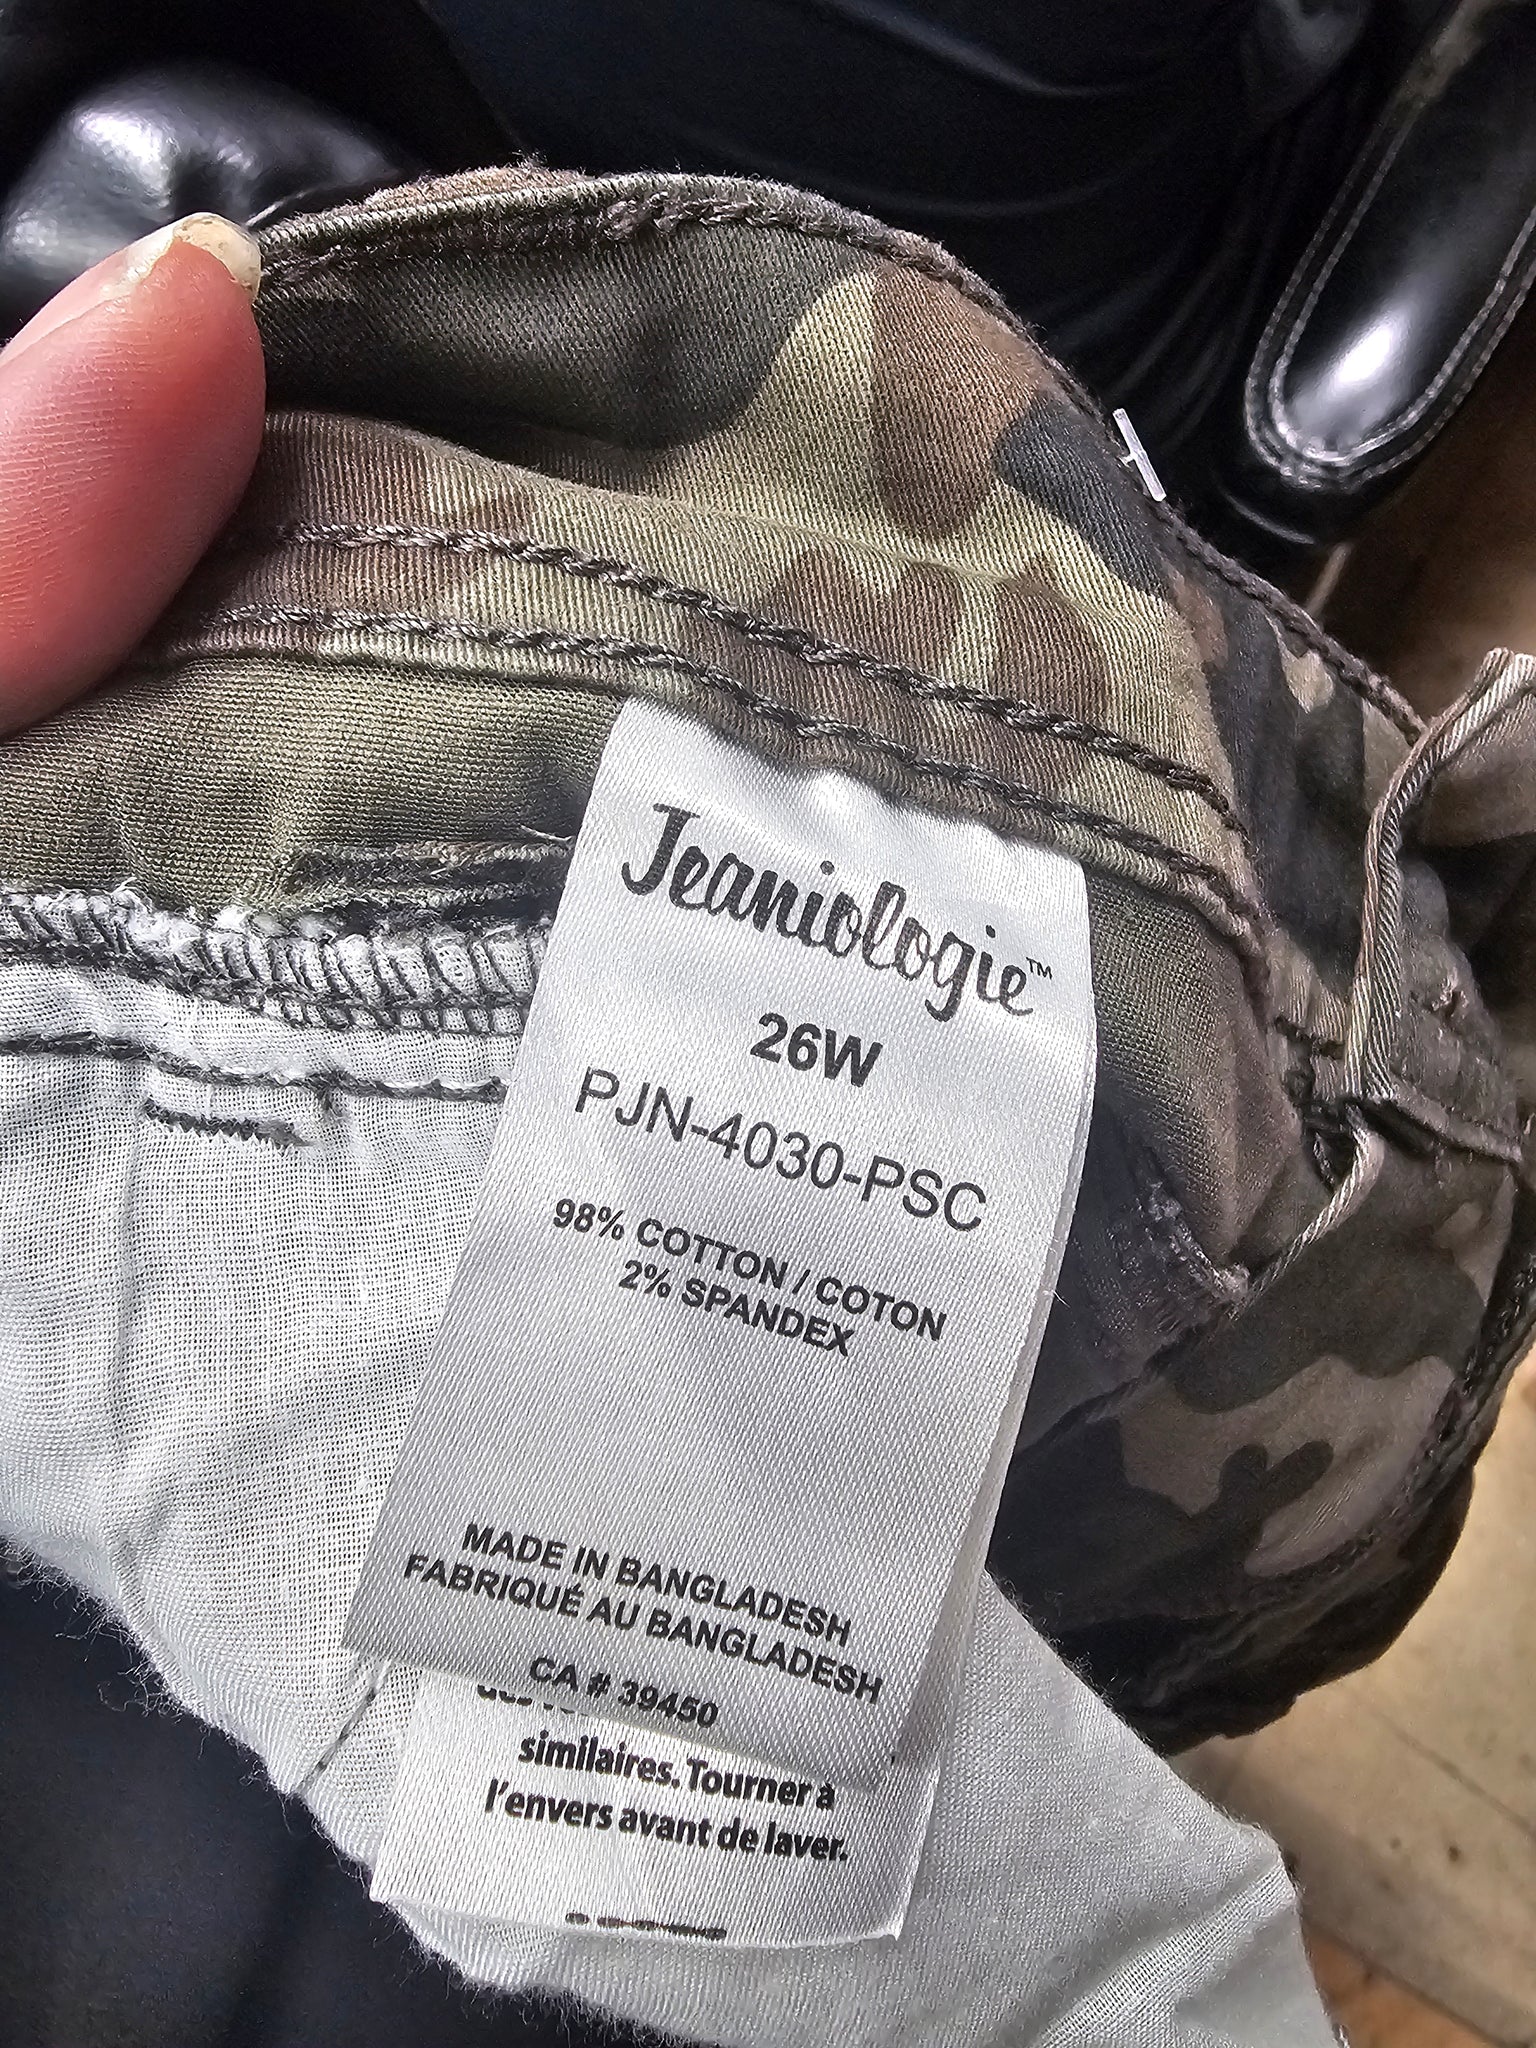 Jeaniologie™
26W
PJN-4030-PSC
98% COTTON / COTON
2% SPANDEX
MADE IN BANGLADESH
FABRIQUÉ AU BANGLADESH
CA # 39450
similaires. Tourner à
l'envers avant de laver.